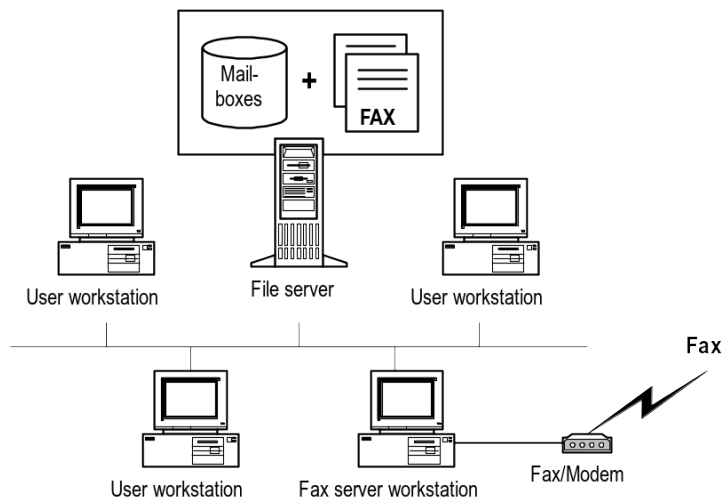 Mail-
boxes
+
FAX
User workstation
File server
User workstation
Fax
User workstation
Fax server workstation
Fax/Modem